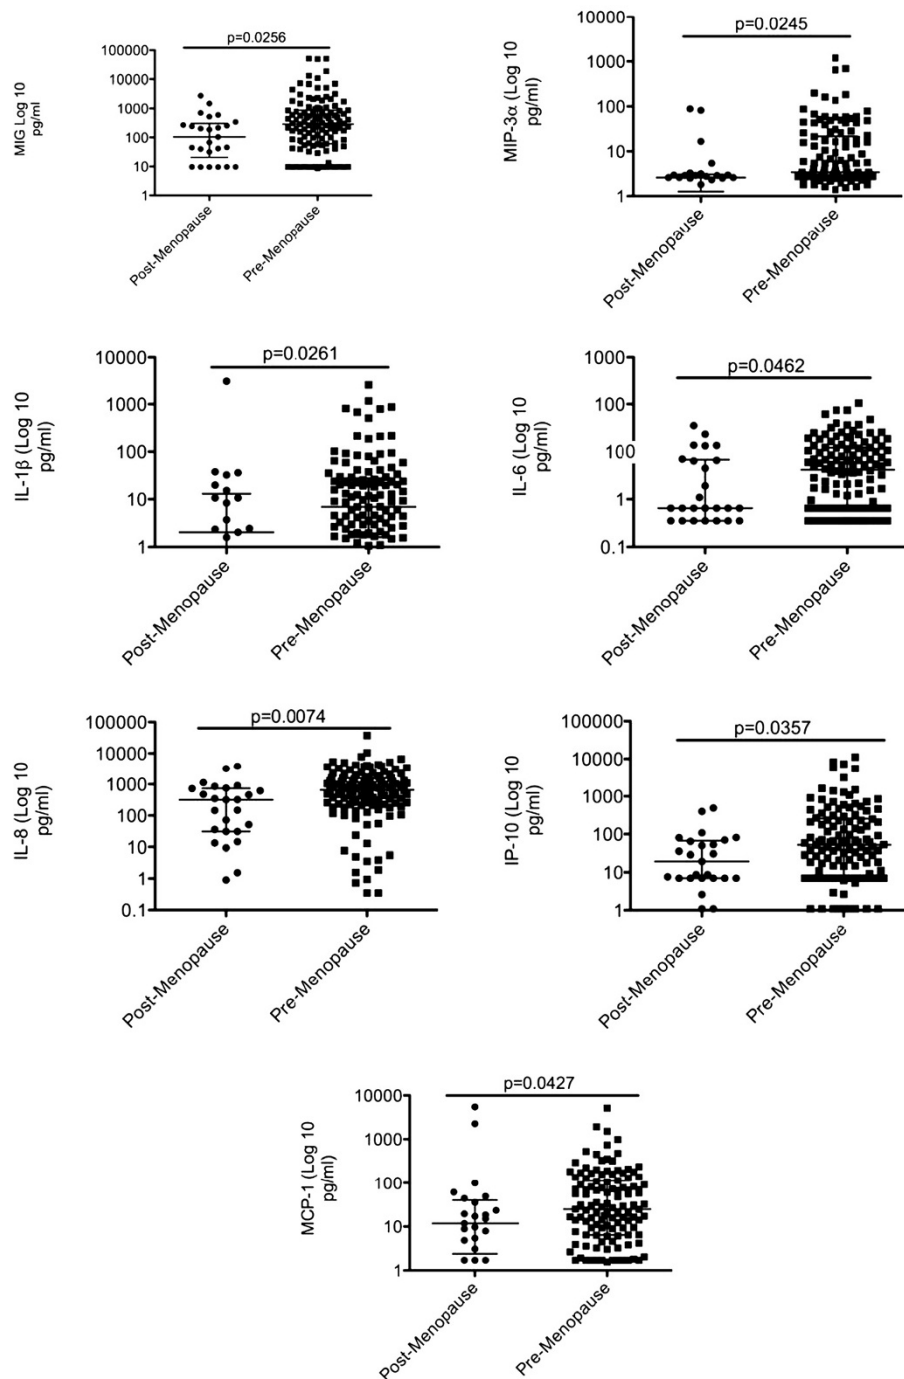 p=0.0256
MIG Log 10
pg/ml
100000
10000
1000
100
10
1
Post-Menopause
Pre-Menopause
p=0.0245
MIP-3α (Log 10
pg/ml)
10000
1000
100
10
1
Post-Menopause
Pre-Menopause
p=0.0261
IL-1β (Log 10
pg/ml)
10000
1000
100
10
1
Post-Menopause
Pre-Menopause
p=0.0462
IL-6 (Log 10
pg/ml)
1000
100
100
1
0.1
Post-Menopause
Pre-Menopause
p=0.0074
IL-8 (Log 10
pg/ml)
100000
10000
1000
100
10
1
0.1
Post-Menopause
Pre-Menopause
p=0.0357
IP-10 (Log 10
pg/ml)
100000
10000
1000
100
10
1
Post-Menopause
Pre-Menopause
p=0.0427
MCP-1 (Log 10
pg/ml)
10000
1000
100
10
1
Post-Menopause
Pre-Menopause